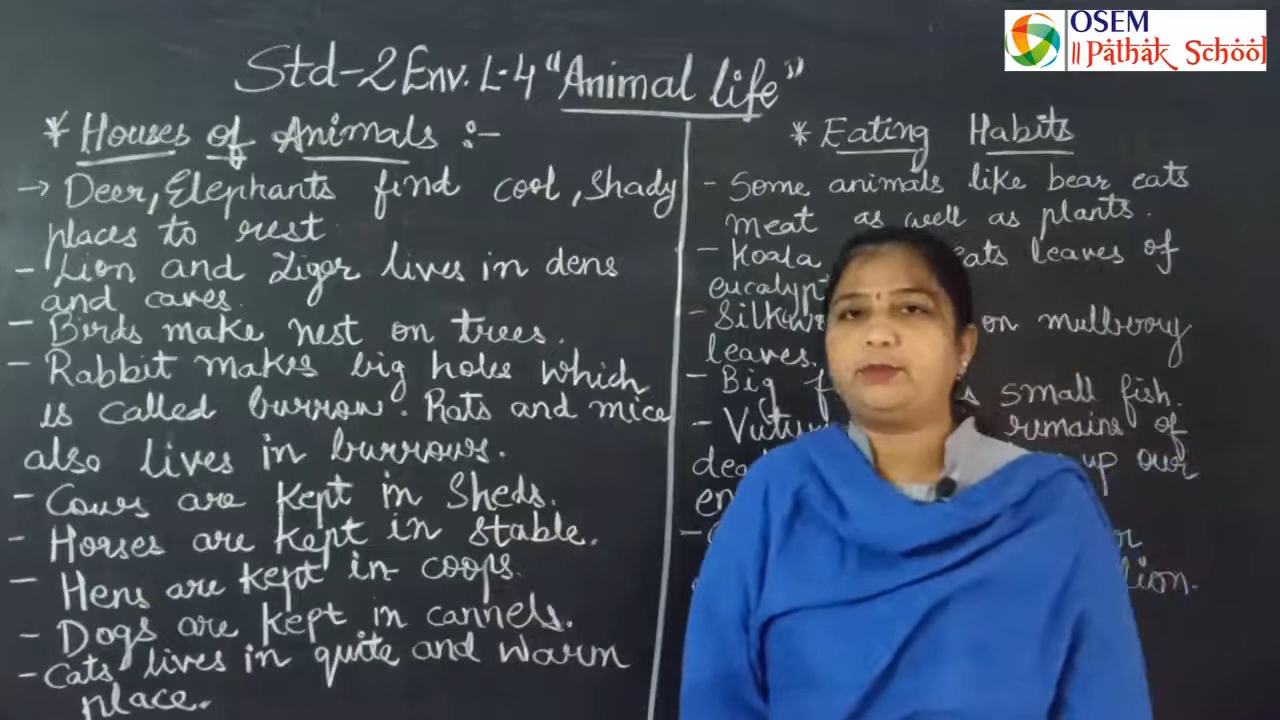 OSEM
|| Pathak School
Std-2 Env. L-4 "Animal life"
* Houses of Animals :-
→ Deer, Elephants find cool, shady
places to rest.
- Lion and Tiger lives in dens
and caves.
- Birds make nest on trees.
- Rabbit makes big holes which
is called burrow. Rats and mice
also lives in burrows.
- Cows are kept in Sheds.
- Horses are kept in stable.
- Hens are kept in coops.
- Dogs are kept in cannels.
- Cats lives in quite and warm
place.
* Eating Habits
- Some animals like bear eats
meat as well as plants.
- Koala eats leaves of
- on mulberry
leaves.
- Big small fish.
- remains of
up our
lion.